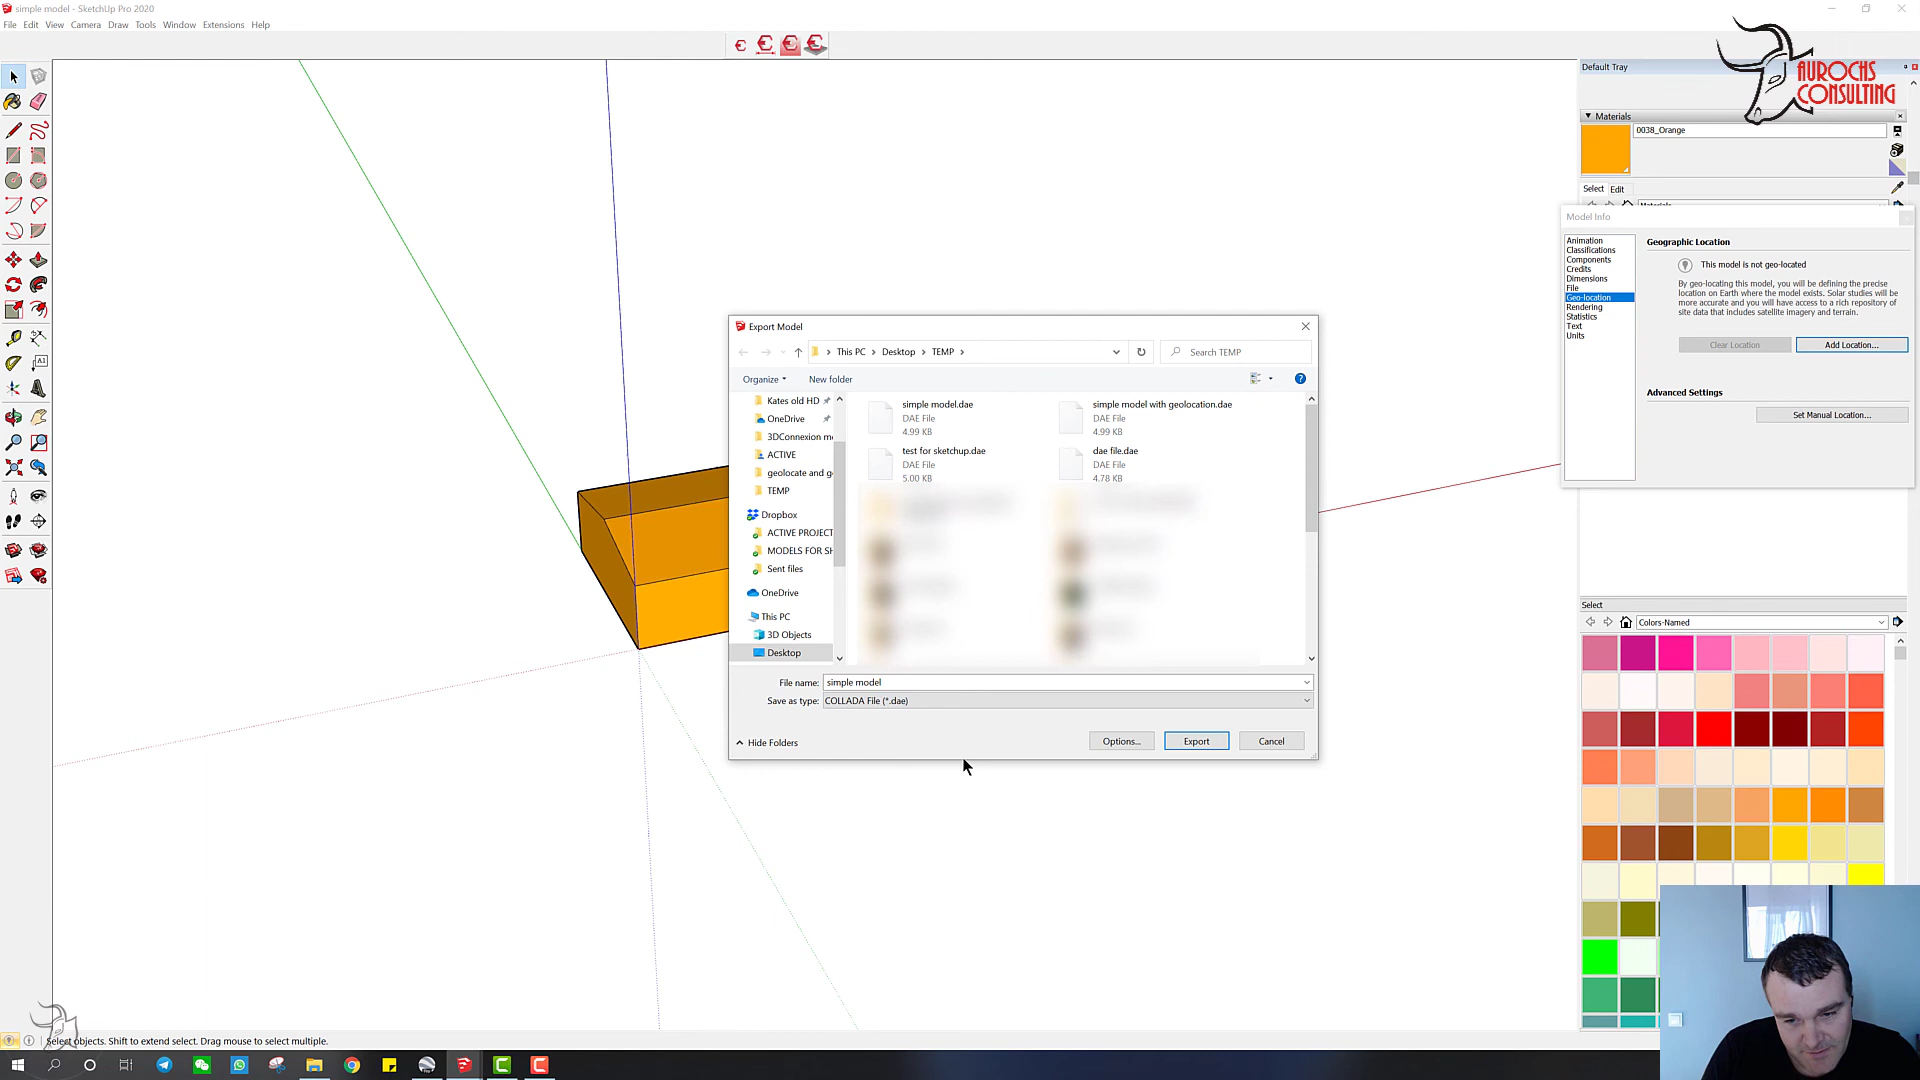 simple model - SketchUp Pro 2020
File Edit View Camera Draw Tools Window Extensions Help
AUROCHS
CONSULTING
Default Tray
Materials
0038_Orange
Select Edit
Model Info
Animation
Classifications
Components
Credits
Dimensions
File
Geo-location
Rendering
Statistics
Text
Units
Geographic Location
This model is not geo-located
By geo-locating this model, you will be defining the precise
location on Earth where the model exists. Solar studies will be
more accurate and you will have access to a rich repository of
site data that includes satellite imagery and terrain.
Clear Location Add Location...
Advanced Settings
Set Manual Location...
Export Model
This PC Desktop TEMP
Search TEMP
Organize New folder
Kates old HD
OneDrive
3DConnexion m
ACTIVE
geolocate and g
TEMP
Dropbox
ACTIVE PROJECT
MODELS FOR SH
Sent files
OneDrive
This PC
3D Objects
Desktop
simple model.dae
DAE File
4.99 KB
simple model with geolocation.dae
DAE File
4.99 KB
test for sketchup.dae
DAE File
5.00 KB
dae file.dae
DAE File
4.78 KB
File name: simple model
Save as type: COLLADA File (*.dae)
Hide Folders
Options... Export Cancel
Select
Colors-Named
Select objects. Shift to extend select. Drag mouse to select multiple.